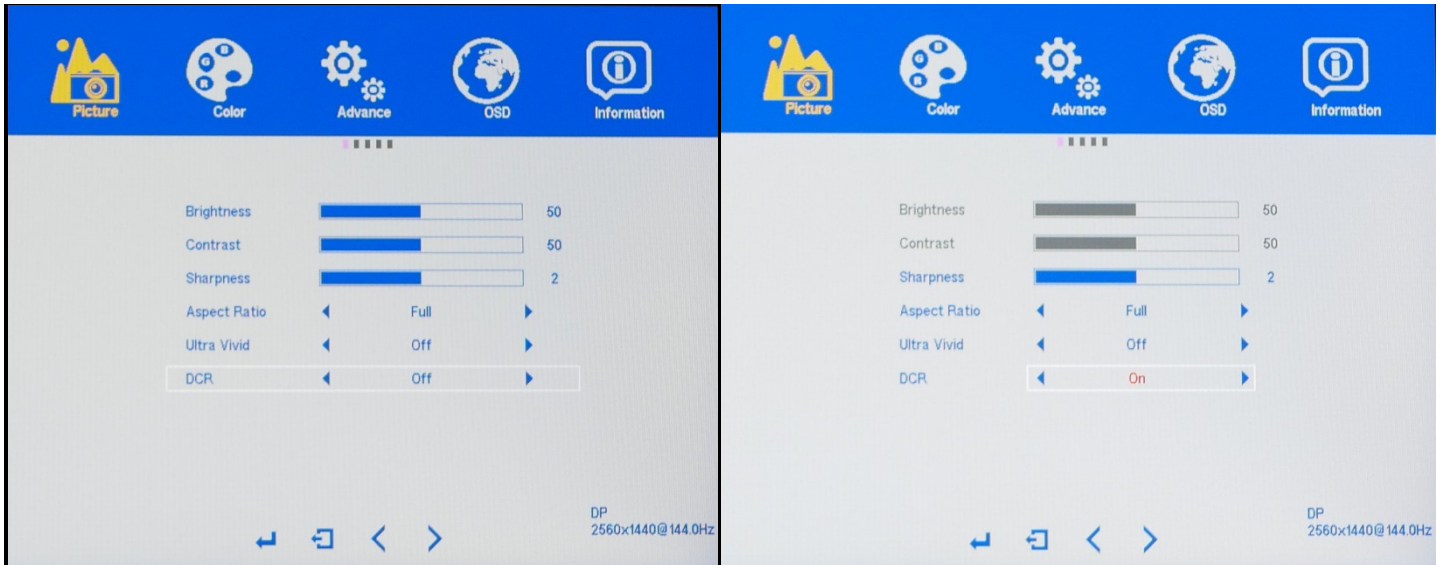 Picture Color Advance OSD Information
Brightness 50
Contrast 50
Sharpness 2
Aspect Ratio Full
Ultra Vivid Off
DCR Off
DP
2560x1440@144.0Hz
Picture Color Advance OSD Information
Brightness 50
Contrast 50
Sharpness 2
Aspect Ratio Full
Ultra Vivid Off
DCR On
DP
2560x1440@144.0Hz